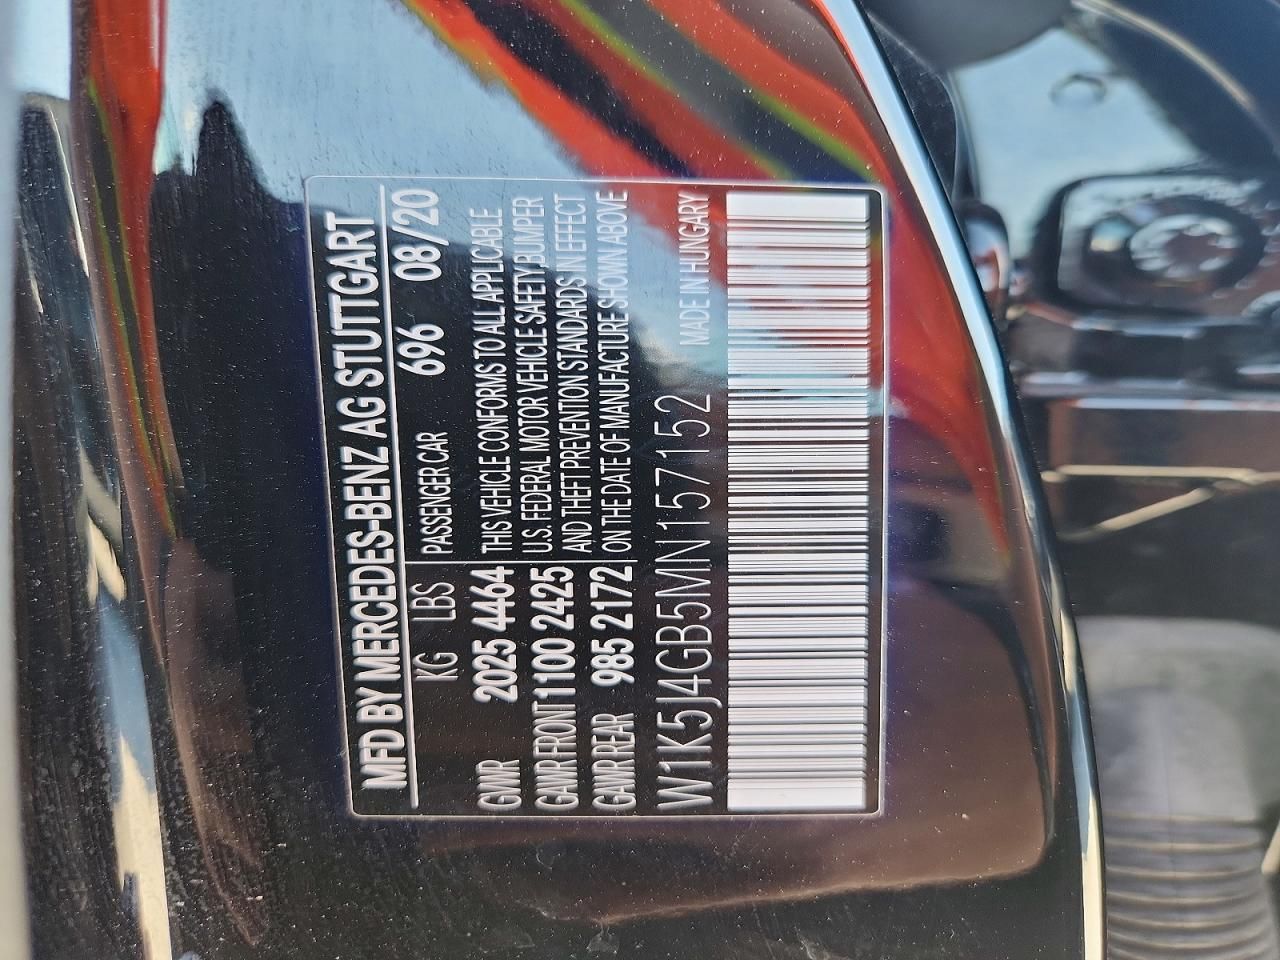 MFD BY MERCEDES-BENZ AG STUTTGART
KG LBS PASSENGER CAR 696 08/20
GVWR 2025 4464 THIS VEHICLE CONFORMS TO ALL APPLICABLE
GAWR FRONT 1100 2425 U.S. FEDERAL MOTOR VEHICLE SAFETY, BUMPER
GAWR REAR 985 2172 AND THEFT PREVENTION STANDARDS IN EFFECT
ON THE DATE OF MANUFACTURE SHOWN ABOVE
W1K5J4GB5MN157152 MADE IN HUNGARY